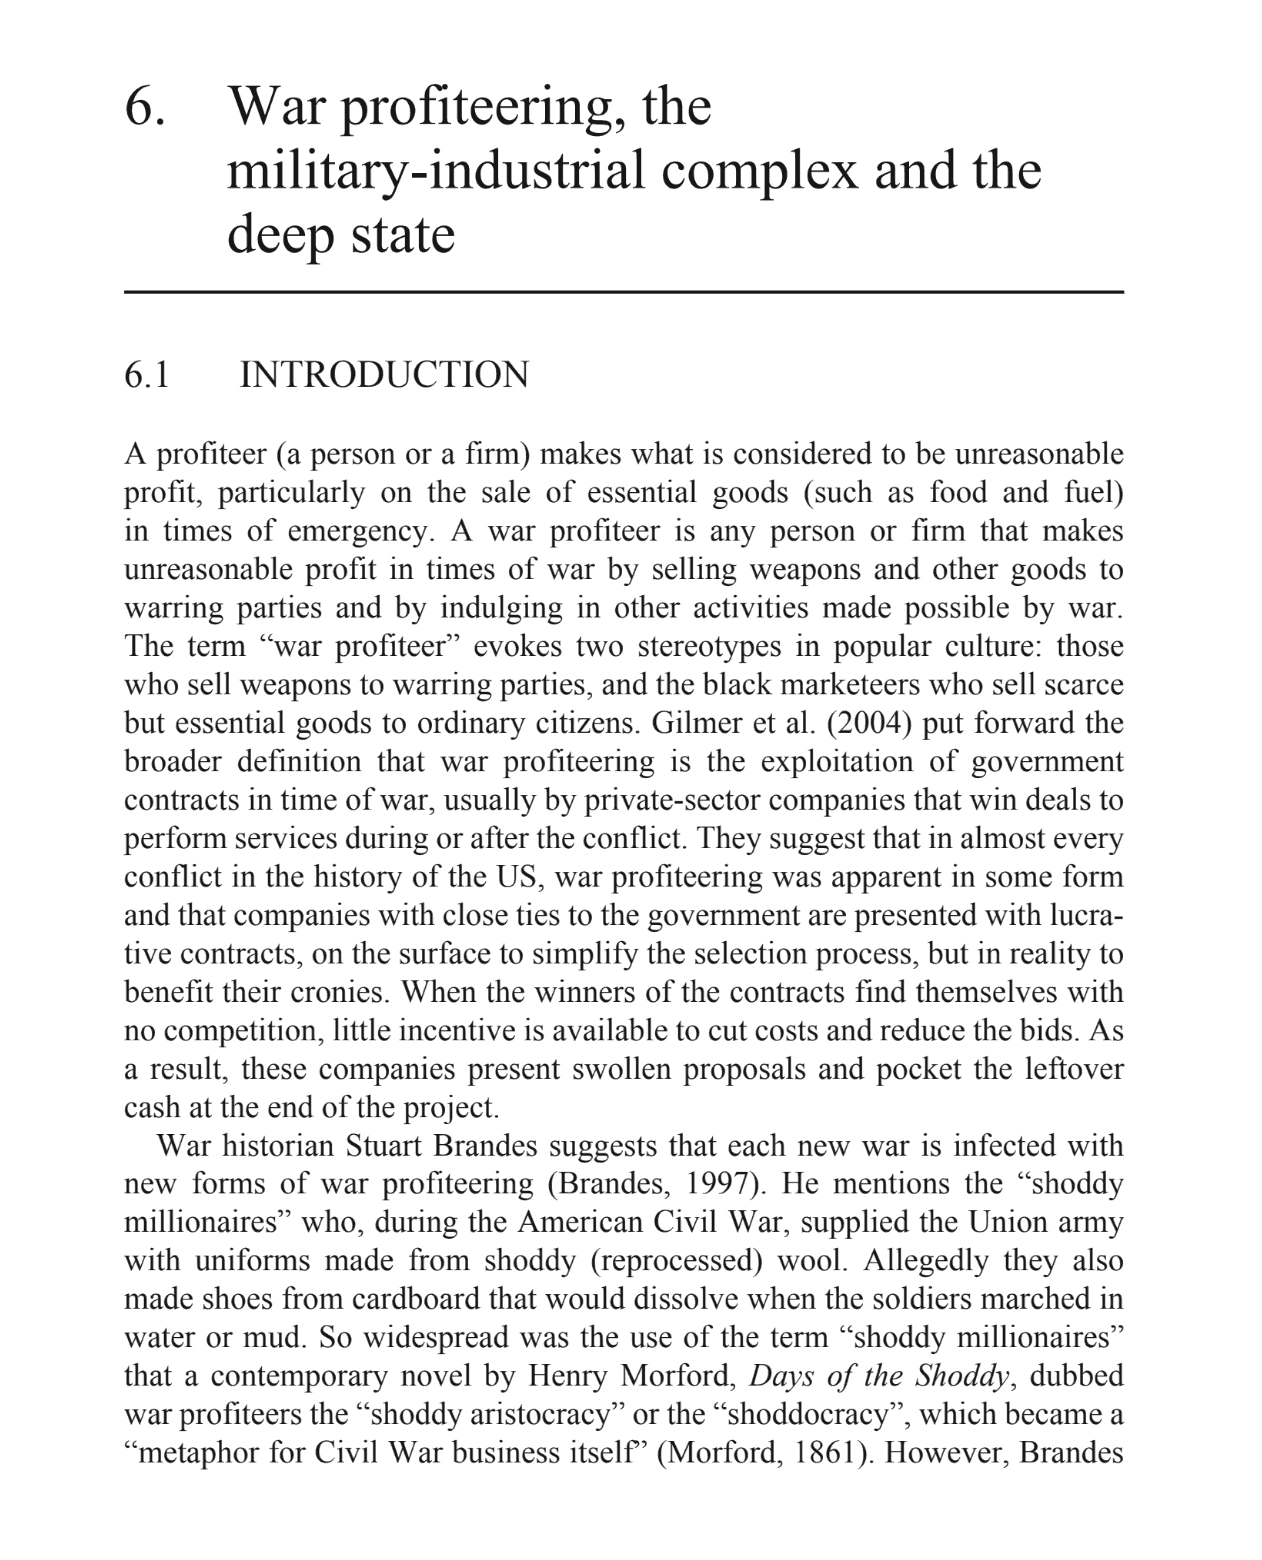 6. War profiteering, the
military-industrial complex and the
deep state
6.1 INTRODUCTION
A profiteer (a person or a firm) makes what is considered to be unreasonable
profit, particularly on the sale of essential goods (such as food and fuel)
in times of emergency. A war profiteer is any person or firm that makes
unreasonable profit in times of war by selling weapons and other goods to
warring parties and by indulging in other activities made possible by war.
The term “war profiteer” evokes two stereotypes in popular culture: those
who sell weapons to warring parties, and the black marketeers who sell scarce
but essential goods to ordinary citizens. Gilmer et al. (2004) put forward the
broader definition that war profiteering is the exploitation of government
contracts in time of war, usually by private-sector companies that win deals to
perform services during or after the conflict. They suggest that in almost every
conflict in the history of the US, war profiteering was apparent in some form
and that companies with close ties to the government are presented with lucra-
tive contracts, on the surface to simplify the selection process, but in reality to
benefit their cronies. When the winners of the contracts find themselves with
no competition, little incentive is available to cut costs and reduce the bids. As
a result, these companies present swollen proposals and pocket the leftover
cash at the end of the project.
War historian Stuart Brandes suggests that each new war is infected with
new forms of war profiteering (Brandes, 1997). He mentions the “shoddy
millionaires” who, during the American Civil War, supplied the Union army
with uniforms made from shoddy (reprocessed) wool. Allegedly they also
made shoes from cardboard that would dissolve when the soldiers marched in
water or mud. So widespread was the use of the term “shoddy millionaires”
that a contemporary novel by Henry Morford, Days of the Shoddy, dubbed
war profiteers the “shoddy aristocracy” or the “shoddocracy”, which became a
“metaphor for Civil War business itself” (Morford, 1861). However, Brandes